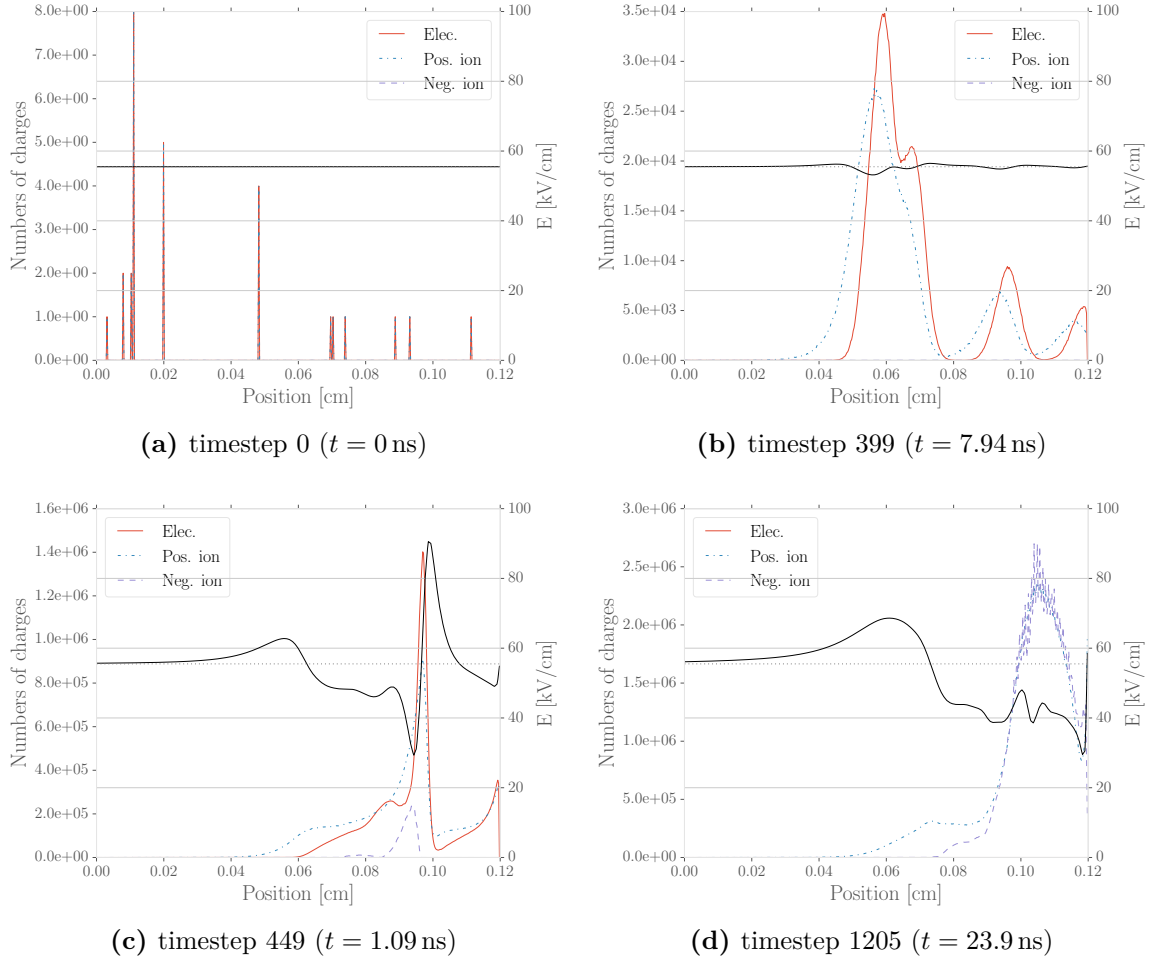 8.0e+00
7.0e+00
6.0e+00
5.0e+00
4.0e+00
3.0e+00
2.0e+00
1.0e+00
0.0e+00
Numbers of charges
0.00 0.02 0.04 0.06 0.08 0.10 0.12
Position [cm]
100
80
60
40
20
0
E [kV/cm]
Elec.
Pos. ion
Neg. ion
(a) timestep 0 (t = 0 ns)
3.5e+04
3.0e+04
2.5e+04
2.0e+04
1.5e+04
1.0e+04
5.0e+03
0.0e+00
Numbers of charges
0.00 0.02 0.04 0.06 0.08 0.10 0.12
Position [cm]
100
80
60
40
20
0
E [kV/cm]
Elec.
Pos. ion
Neg. ion
(b) timestep 399 (t = 7.94 ns)
1.6e+06
1.4e+06
1.2e+06
1.0e+06
8.0e+05
6.0e+05
4.0e+05
2.0e+05
0.0e+00
Numbers of charges
0.00 0.02 0.04 0.06 0.08 0.10 0.12
Position [cm]
100
80
60
40
20
0
E [kV/cm]
Elec.
Pos. ion
Neg. ion
(c) timestep 449 (t = 1.09 ns)
3.0e+06
2.5e+06
2.0e+06
1.5e+06
1.0e+06
5.0e+05
0.0e+00
Numbers of charges
0.00 0.02 0.04 0.06 0.08 0.10 0.12
Position [cm]
100
80
60
40
20
0
E [kV/cm]
Elec.
Pos. ion
Neg. ion
(d) timestep 1205 (t = 23.9 ns)